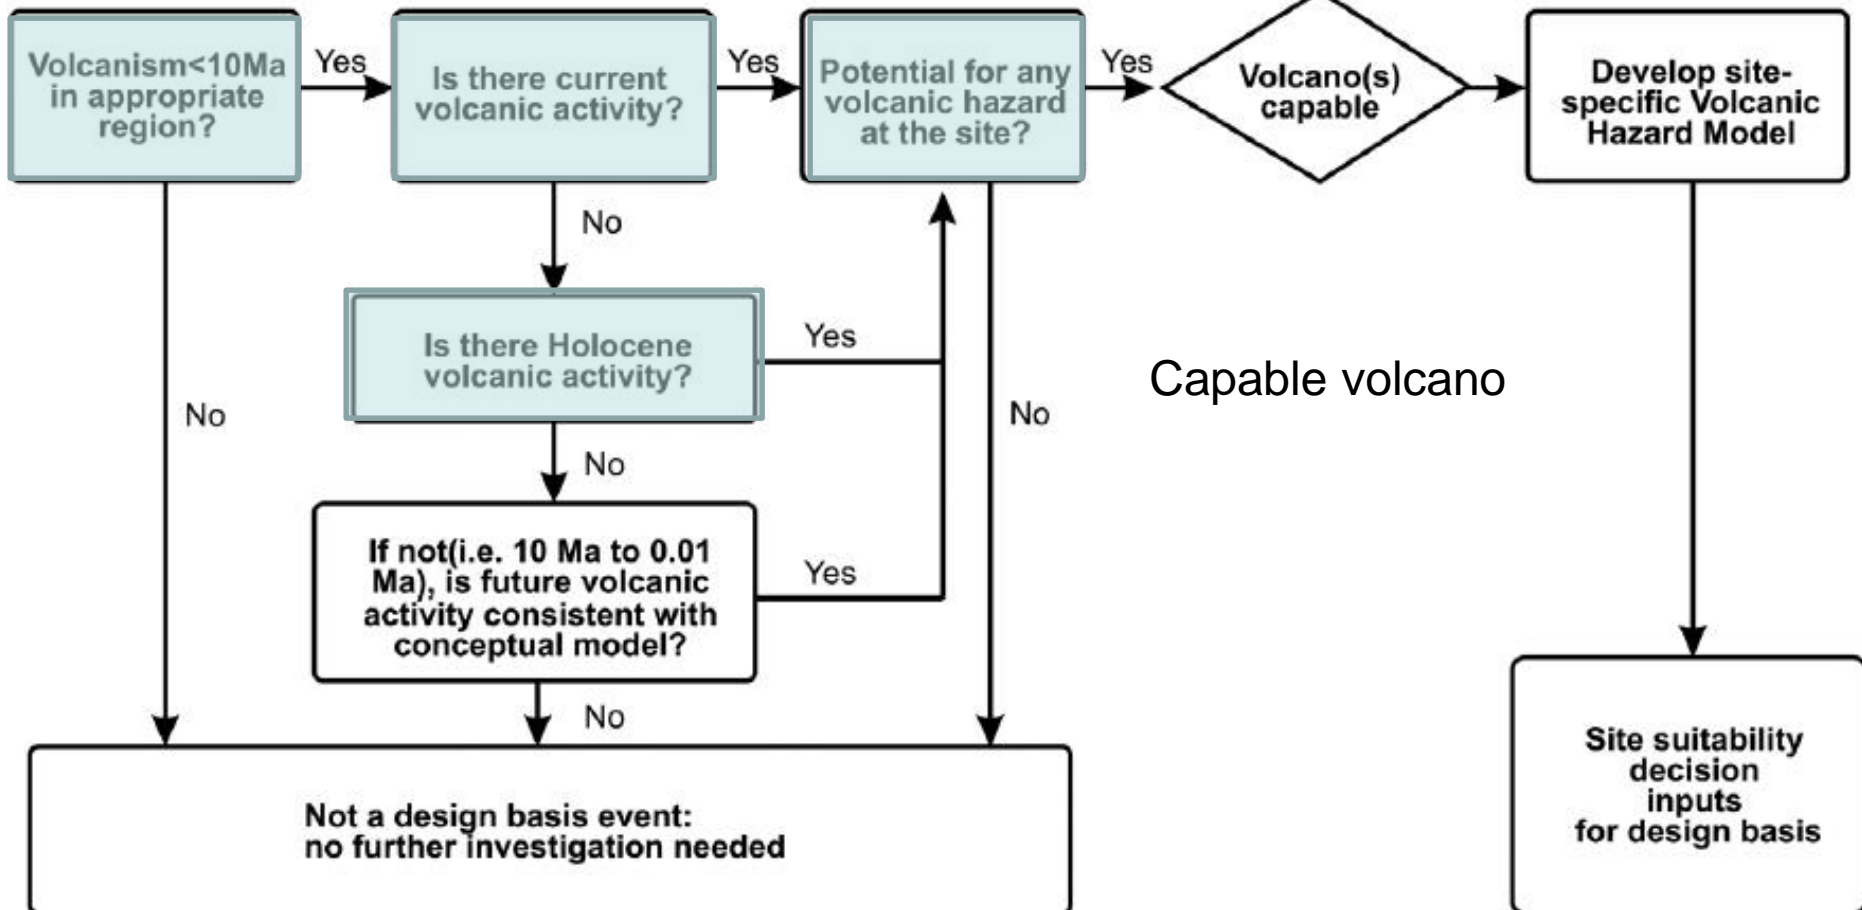 Volcanism<10Ma
in appropriate
region?
Yes
Is there current
volcanic activity?
Yes
Potential for any
volcanic hazard
at the site?
Yes
Volcano(s)
capable
Develop site-
specific Volcanic
Hazard Model
No
Is there Holocene
volcanic activity?
Yes
Capable volcano
No
No
No
If not(i.e. 10 Ma to 0.01
Ma), is future volcanic
activity consistent with
conceptual model?
Yes
No
Not a design basis event:
no further investigation needed
Site suitability
decision
inputs
for design basis